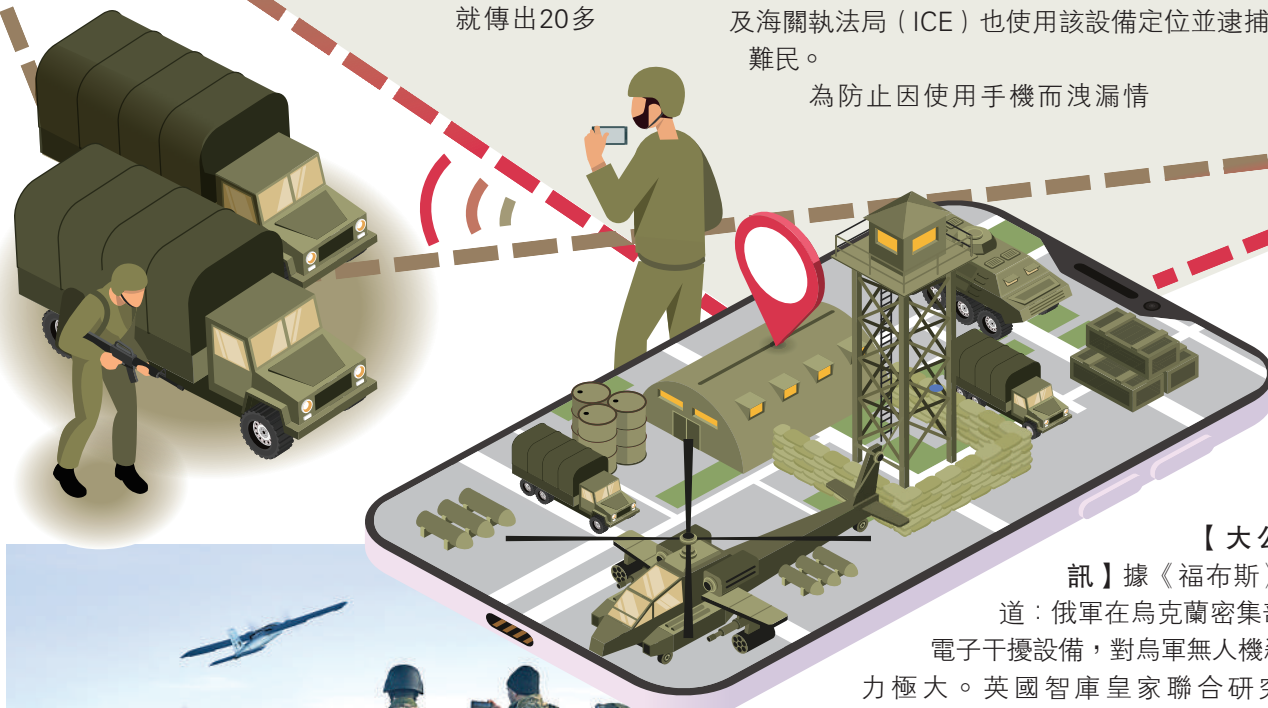 就傳出20多
及海關執法局（ICE）也使用該設備定位並逮捕
難民。
為防止因使用手機而洩漏情
【大公
訊】據《福布斯》
道：俄軍在烏克蘭密集
電子干擾設備，對烏軍無人機
力極大。英國智庫皇家聯合研究